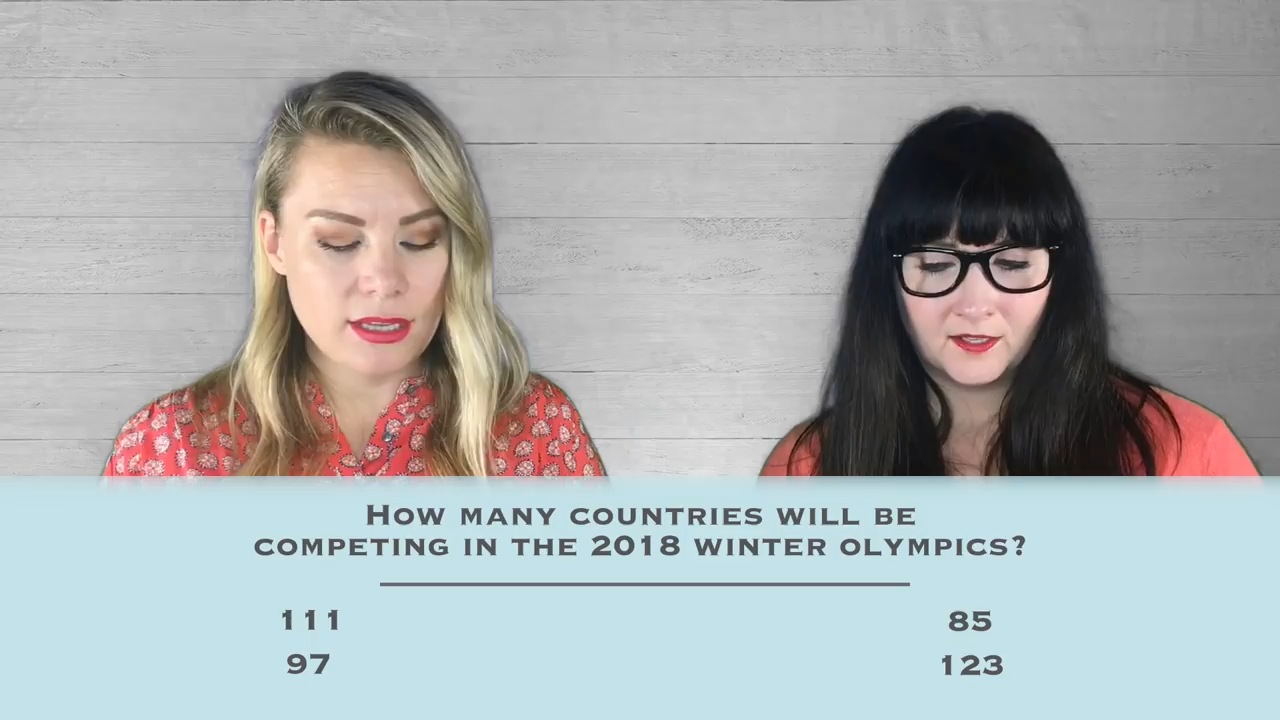 How many countries will be
competing in the 2018 winter olympics?
111
85
97
123